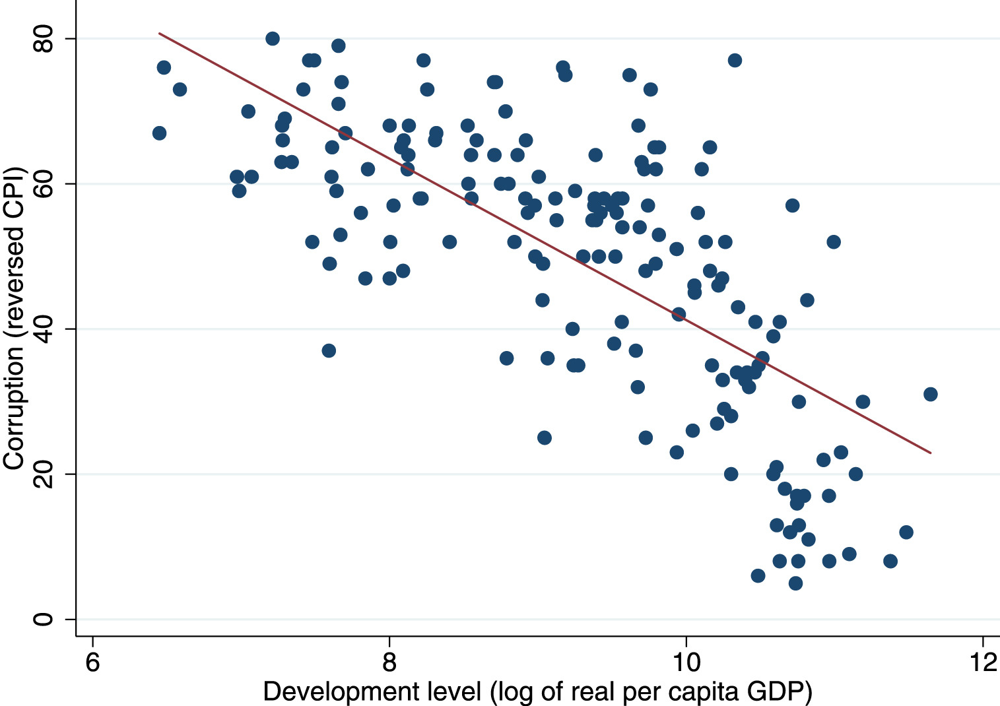 Corruption (reversed CPI)
80
60
40
20
0
6 8 10 12
Development level (log of real per capita GDP)